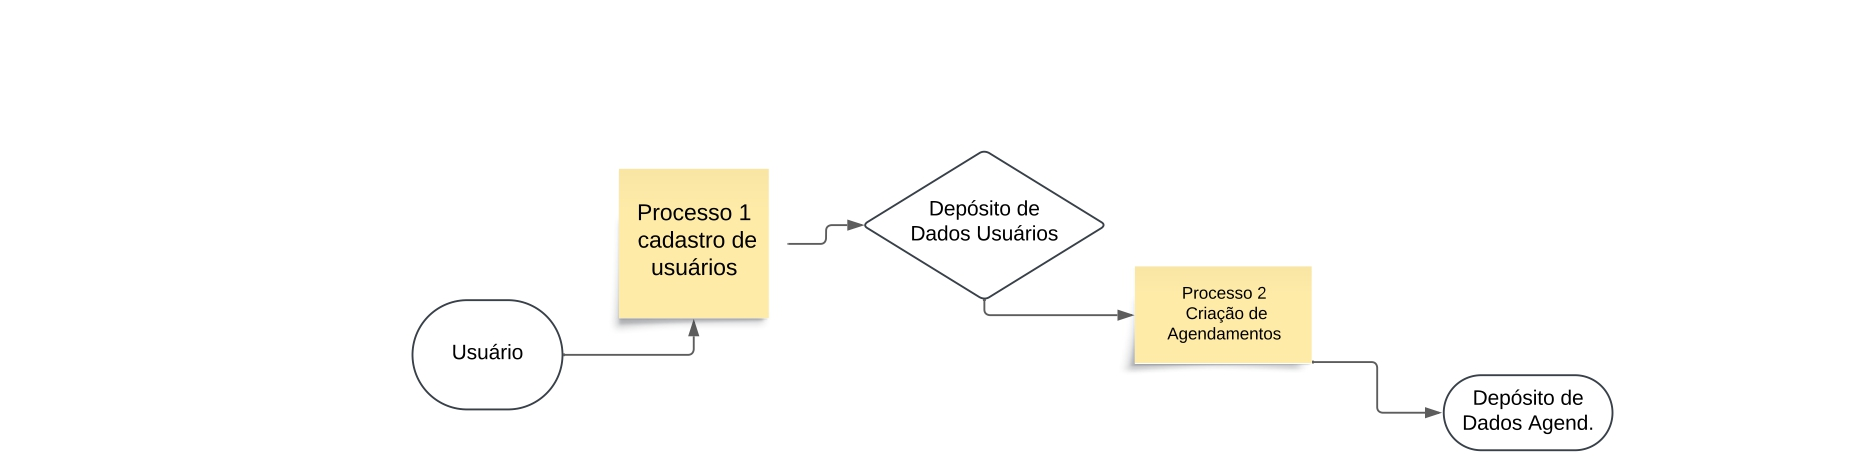 Usuário
Processo 1
cadastro de
usuários
Depósito de
Dados Usuários
Processo 2
Criação de
Agendamentos
Depósito de
Dados Agend.